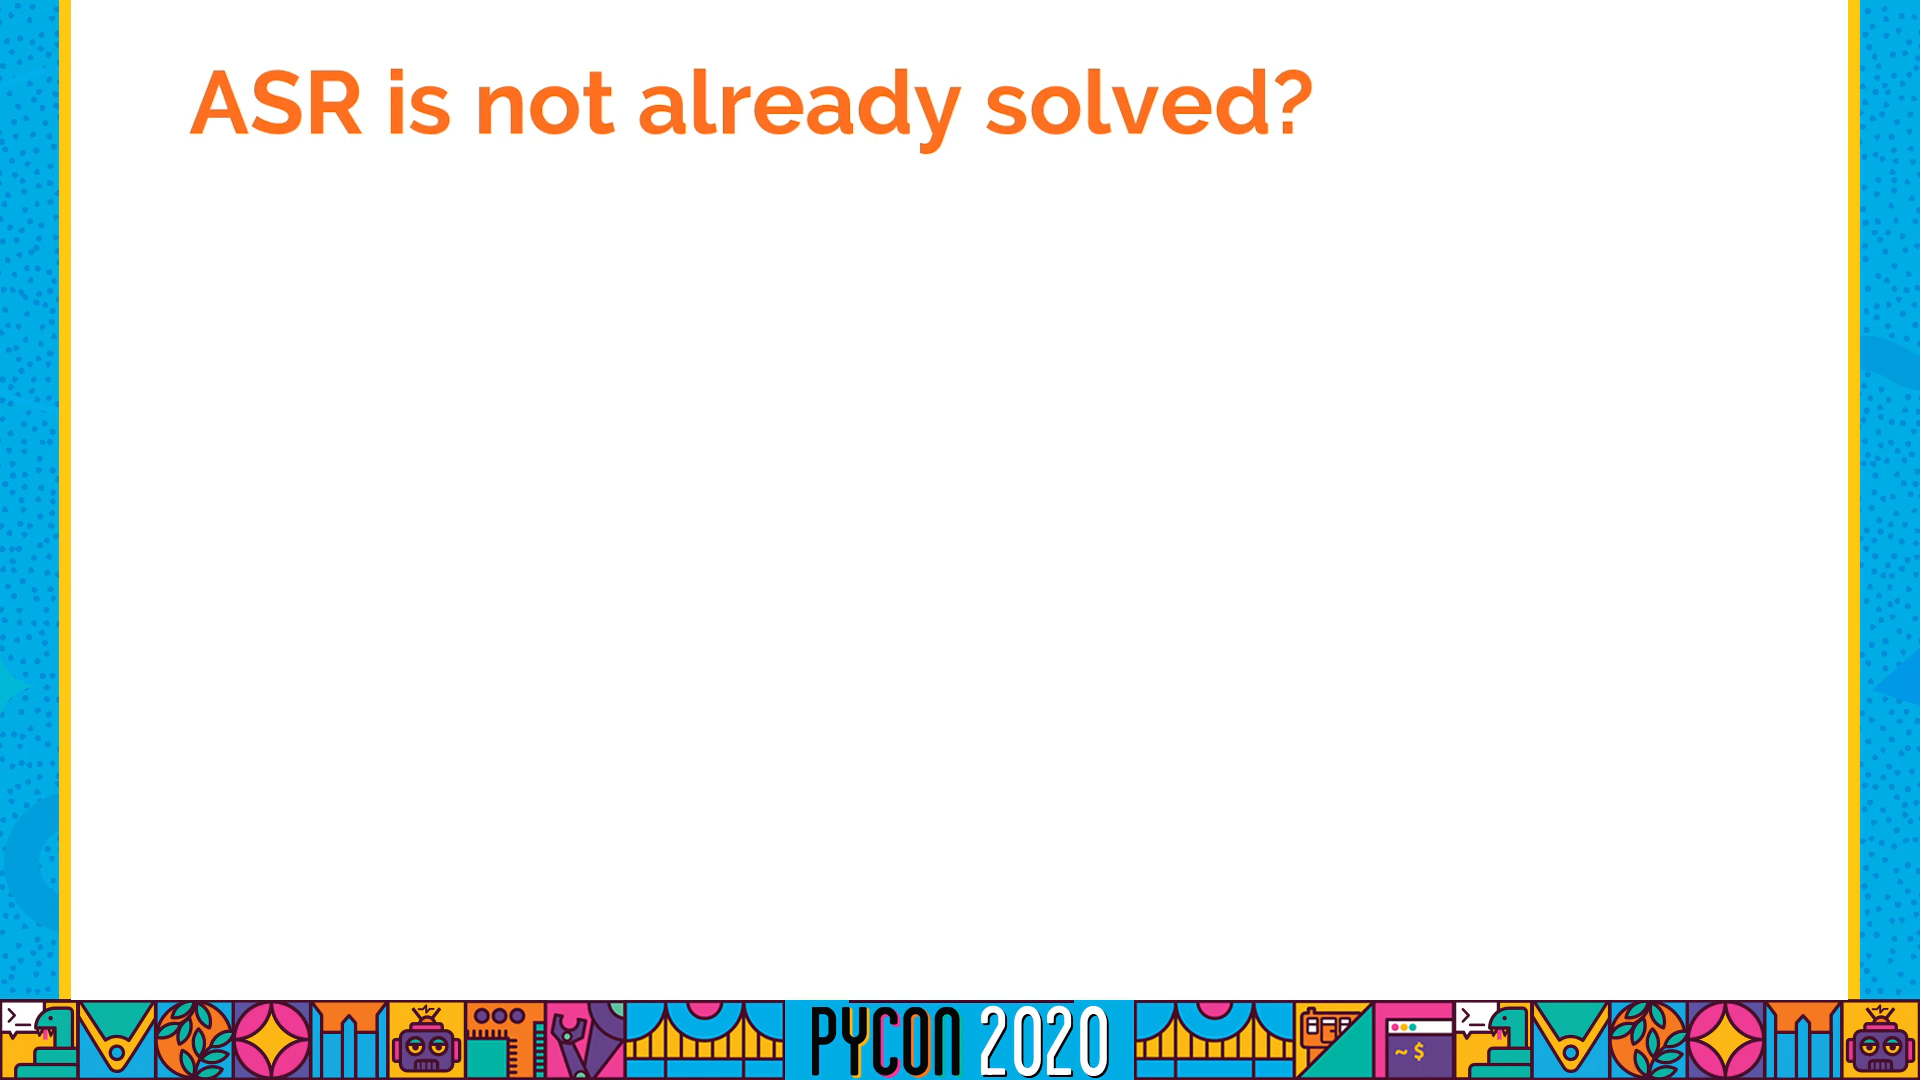 ASR is not already solved?
>_
~ $
>_
PYCON 2020